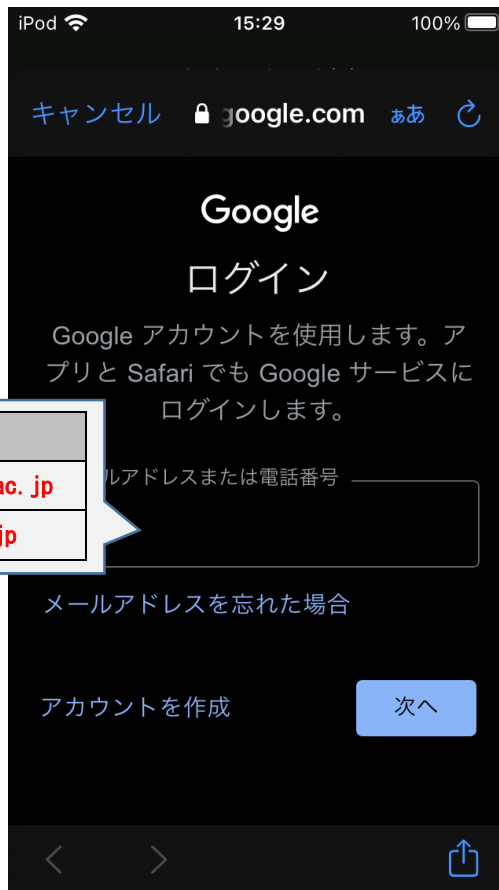 iPod 15:29 100%
キャンセル google.com ぁあ
Google
ログイン
Google アカウントを使用します。ア
プリと Safari でも Google サービスに
ログインします。
ac. jp
jp
ルアドレスまたは電話番号
メールアドレスを忘れた場合
アカウントを作成
次へ